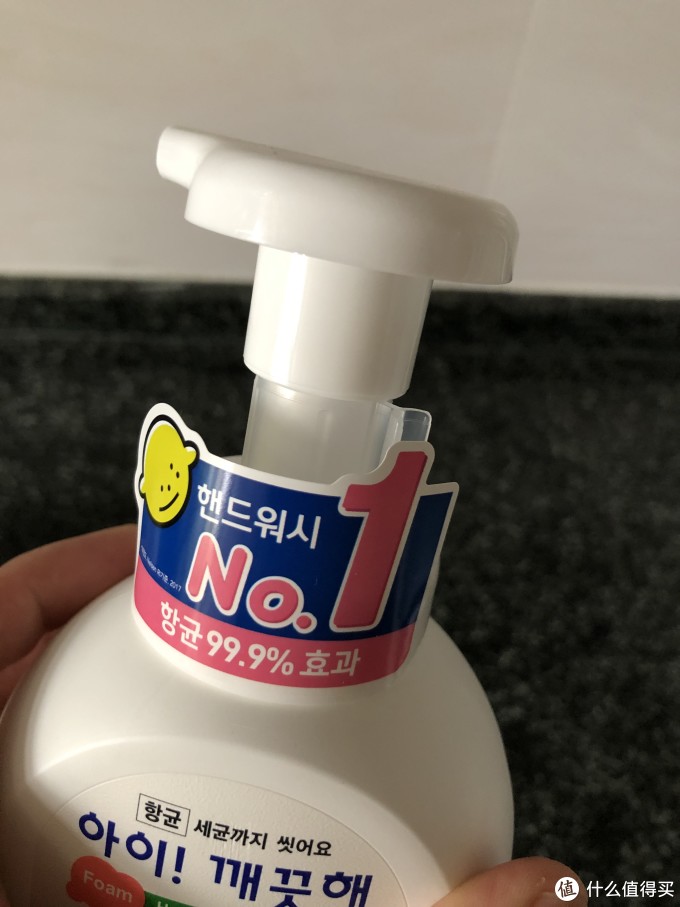 핸드워시
No.1
항균 99.9% 효과
항균 세균까지 씻어요
아이! 깨끗해
Foam
值 什么值得买